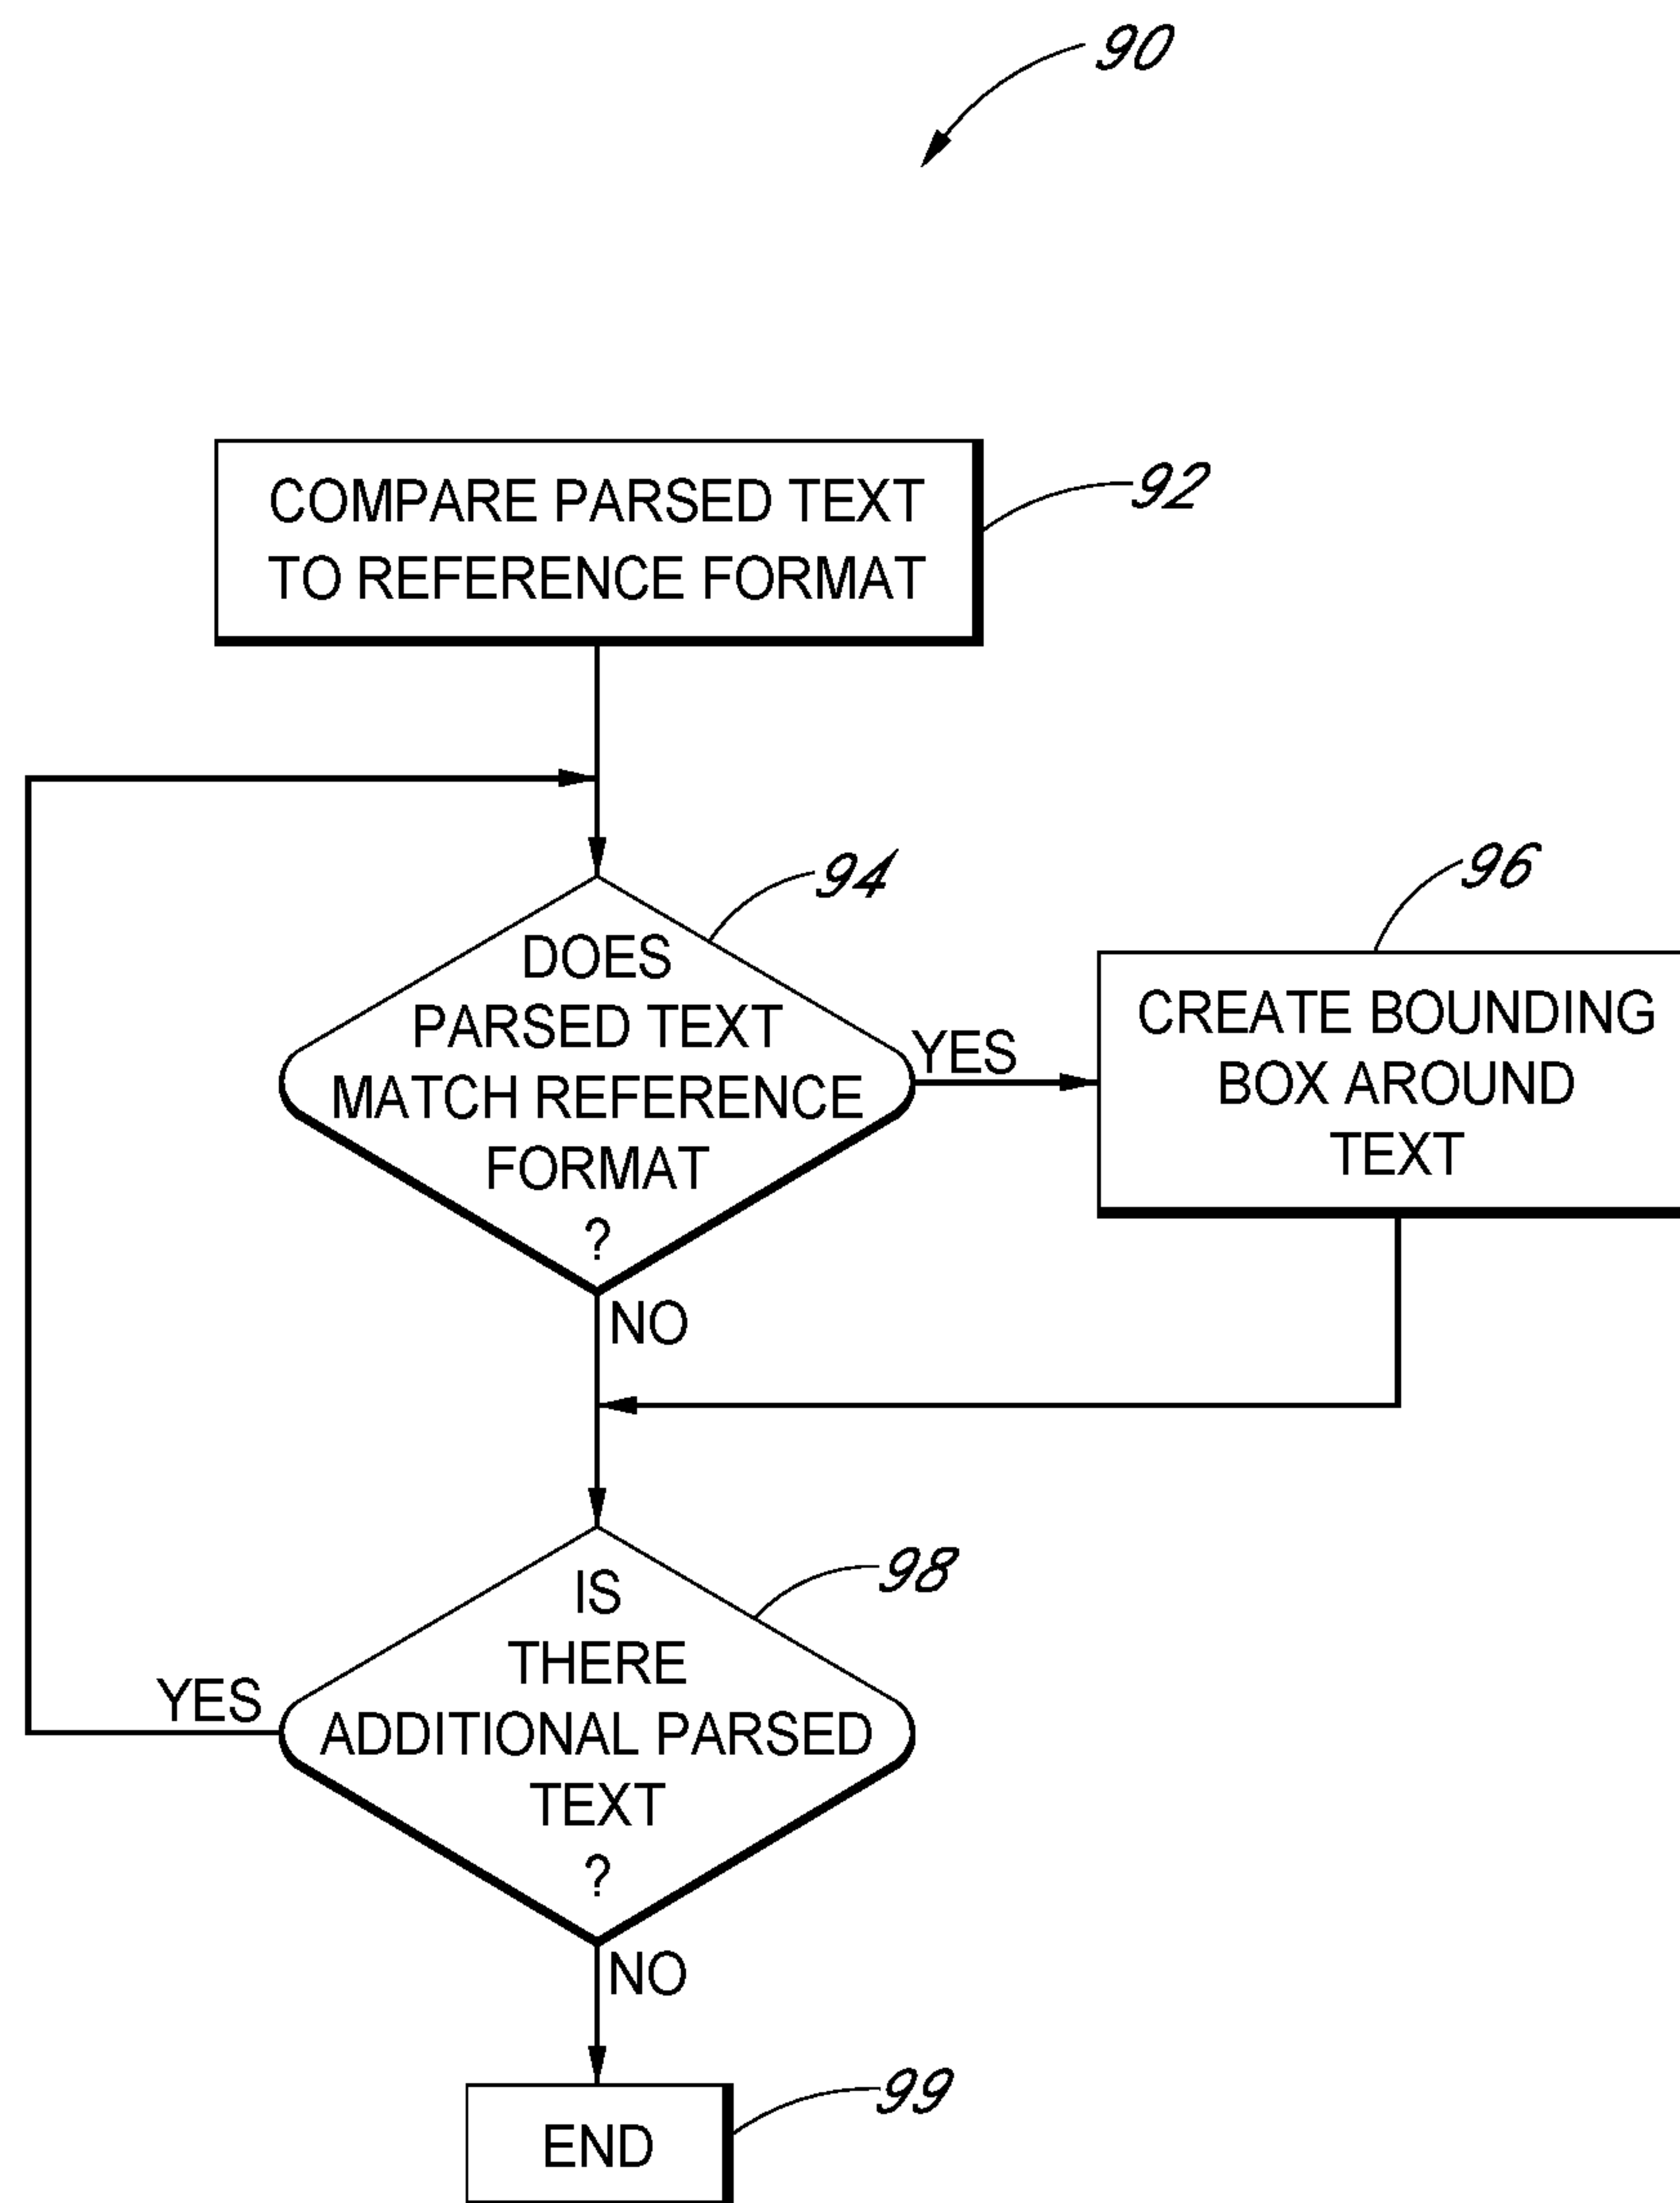 90
COMPARE PARSED TEXT
TO REFERENCE FORMAT
92
94
DOES
PARSED TEXT
MATCH REFERENCE
FORMAT
?
YES
96
CREATE BOUNDING
BOX AROUND
TEXT
NO
98
IS
THERE
ADDITIONAL PARSED
TEXT
?
YES
NO
99
END